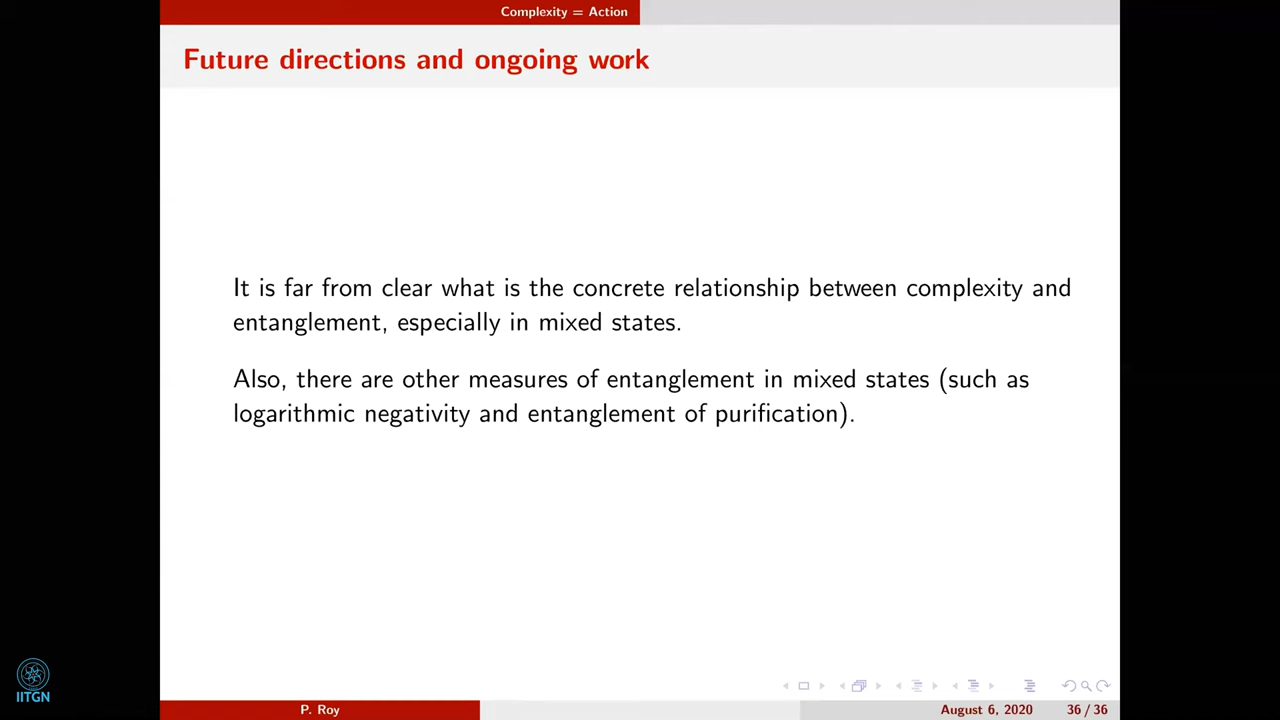 Complexity = Action
Future directions and ongoing work
It is far from clear what is the concrete relationship between complexity and
entanglement, especially in mixed states.
Also, there are other measures of entanglement in mixed states (such as
logarithmic negativity and entanglement of purification).
IITGN
P. Roy
August 6, 2020
36 / 36